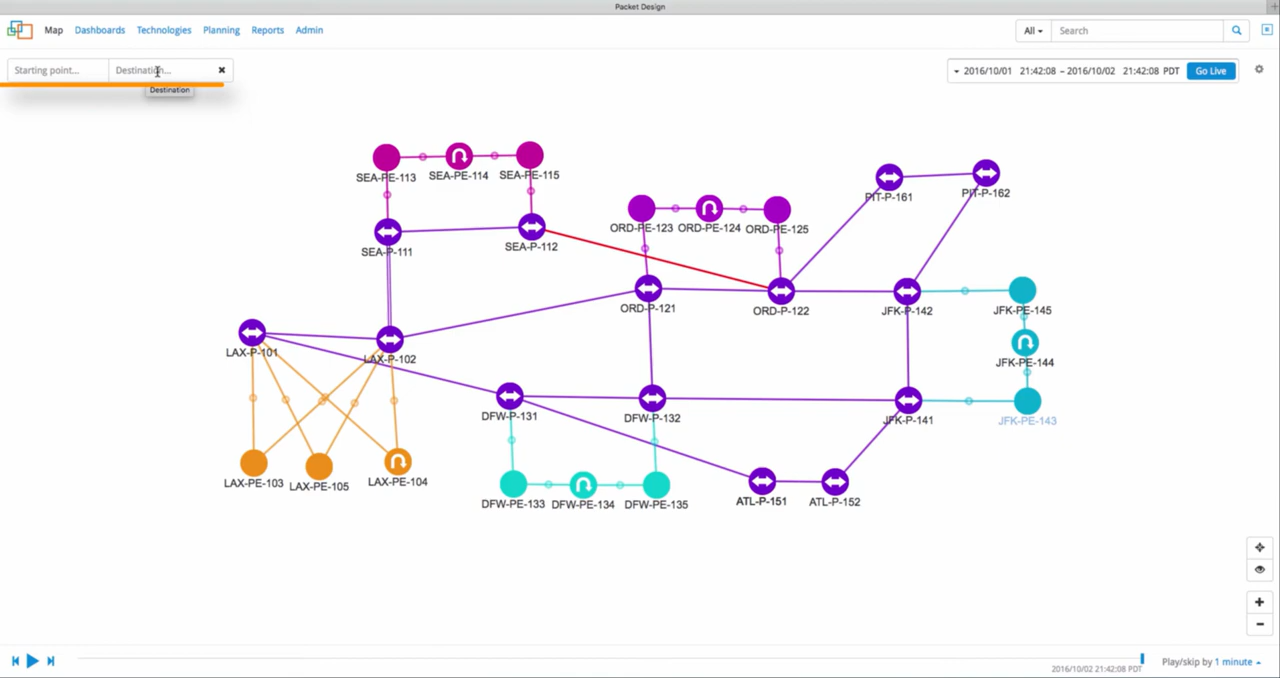 Packet Design
Map Dashboards Technologies Planning Reports Admin All Search
Starting point... Destination... 2016/10/01 21:42:08 – 2016/10/02 21:42:08 PDT Go Live
Destination
SEA-PE-113 SEA-PE-114 SEA-PE-115
PIT-P-161 PIT-P-162
ORD-PE-123 ORD-PE-124 ORD-PE-125
SEA-P-111 SEA-P-112
ORD-P-121 ORD-P-122 JFK-P-142 JFK-PE-145
LAX-P-101 LAX-P-102 JFK-PE-144
DFW-P-131 DFW-P-132 JFK-P-141 JFK-PE-143
LAX-PE-103 LAX-PE-105 LAX-PE-104
DFW-PE-133 DFW-PE-134 DFW-PE-135 ATL-P-151 ATL-P-152
2016/10/02 21:42:08 PDT Play/skip by 1 minute